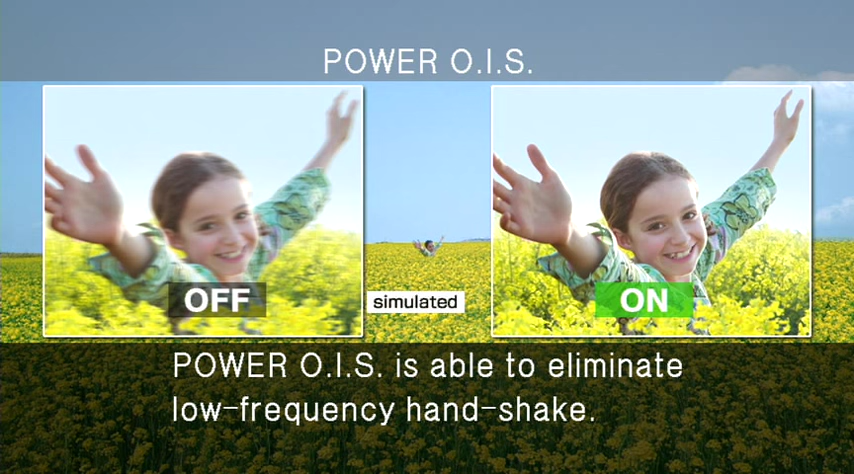 POWER O.I.S.
OFF
simulated
ON
POWER O.I.S. is able to eliminate
low-frequency hand-shake.